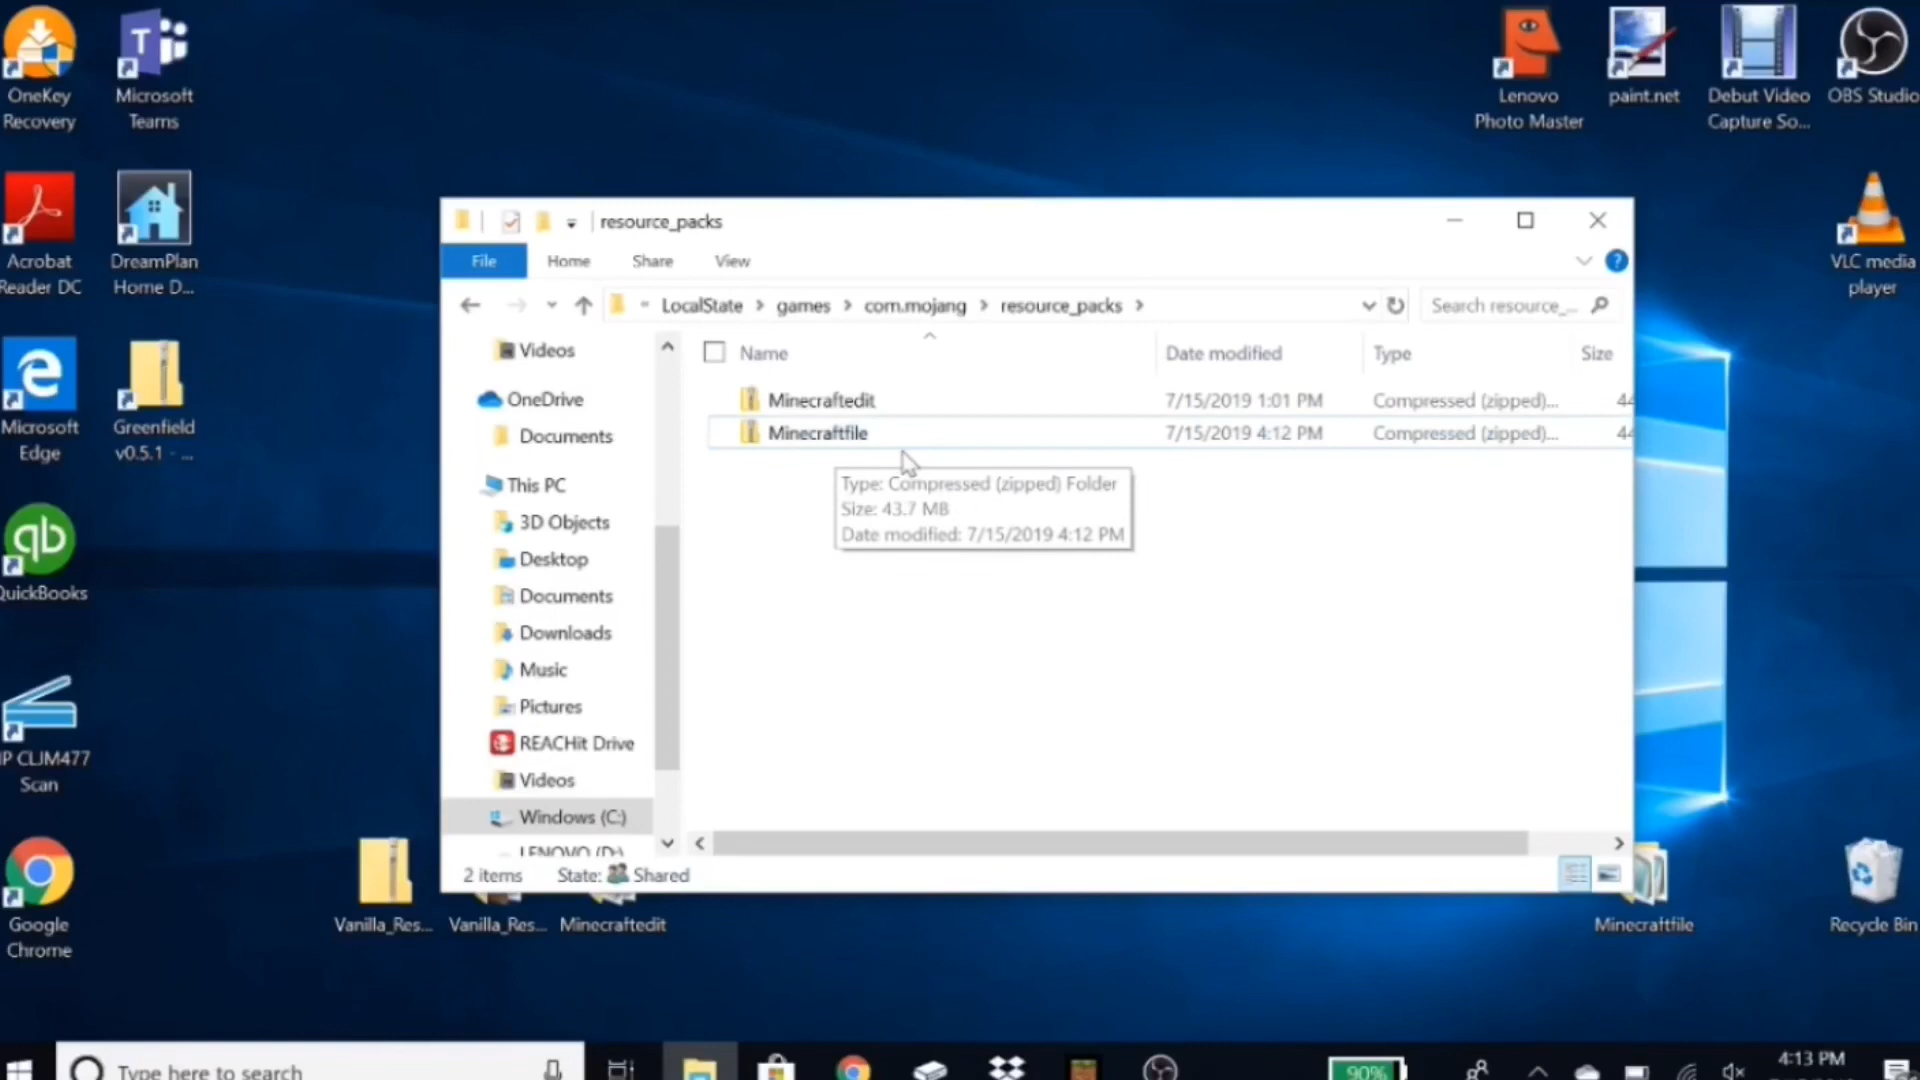 OneKey
Recovery
Microsoft
Teams
Lenovo
Photo Master
paint.net
Debut Video
Capture So...
OBS Studio
Acrobat
Reader DC
DreamPlan
Home D...
VLC media
player
Microsoft
Edge
Greenfield
v0.5.1 - ...
QuickBooks
HP CLJM477
Scan
Google
Chrome
resource_packs
File Home Share View
LocalState > games > com.mojang > resource_packs >
Search resource_...
Videos
OneDrive
Documents
This PC
3D Objects
Desktop
Documents
Downloads
Music
Pictures
REACHit Drive
Videos
Windows (C:)
LENOVO (D:)
Name Date modified Type Size
Minecraftedit 7/15/2019 1:01 PM Compressed (zipped)... 44
Minecraftfile 7/15/2019 4:12 PM Compressed (zipped)... 44
Type: Compressed (zipped) Folder
Size: 43.7 MB
Date modified: 7/15/2019 4:12 PM
2 items State: Shared
Vanilla_Res... Vanilla_Res... Minecraftedit
Minecraftfile
Recycle Bin
Type here to search
90%
4:13 PM